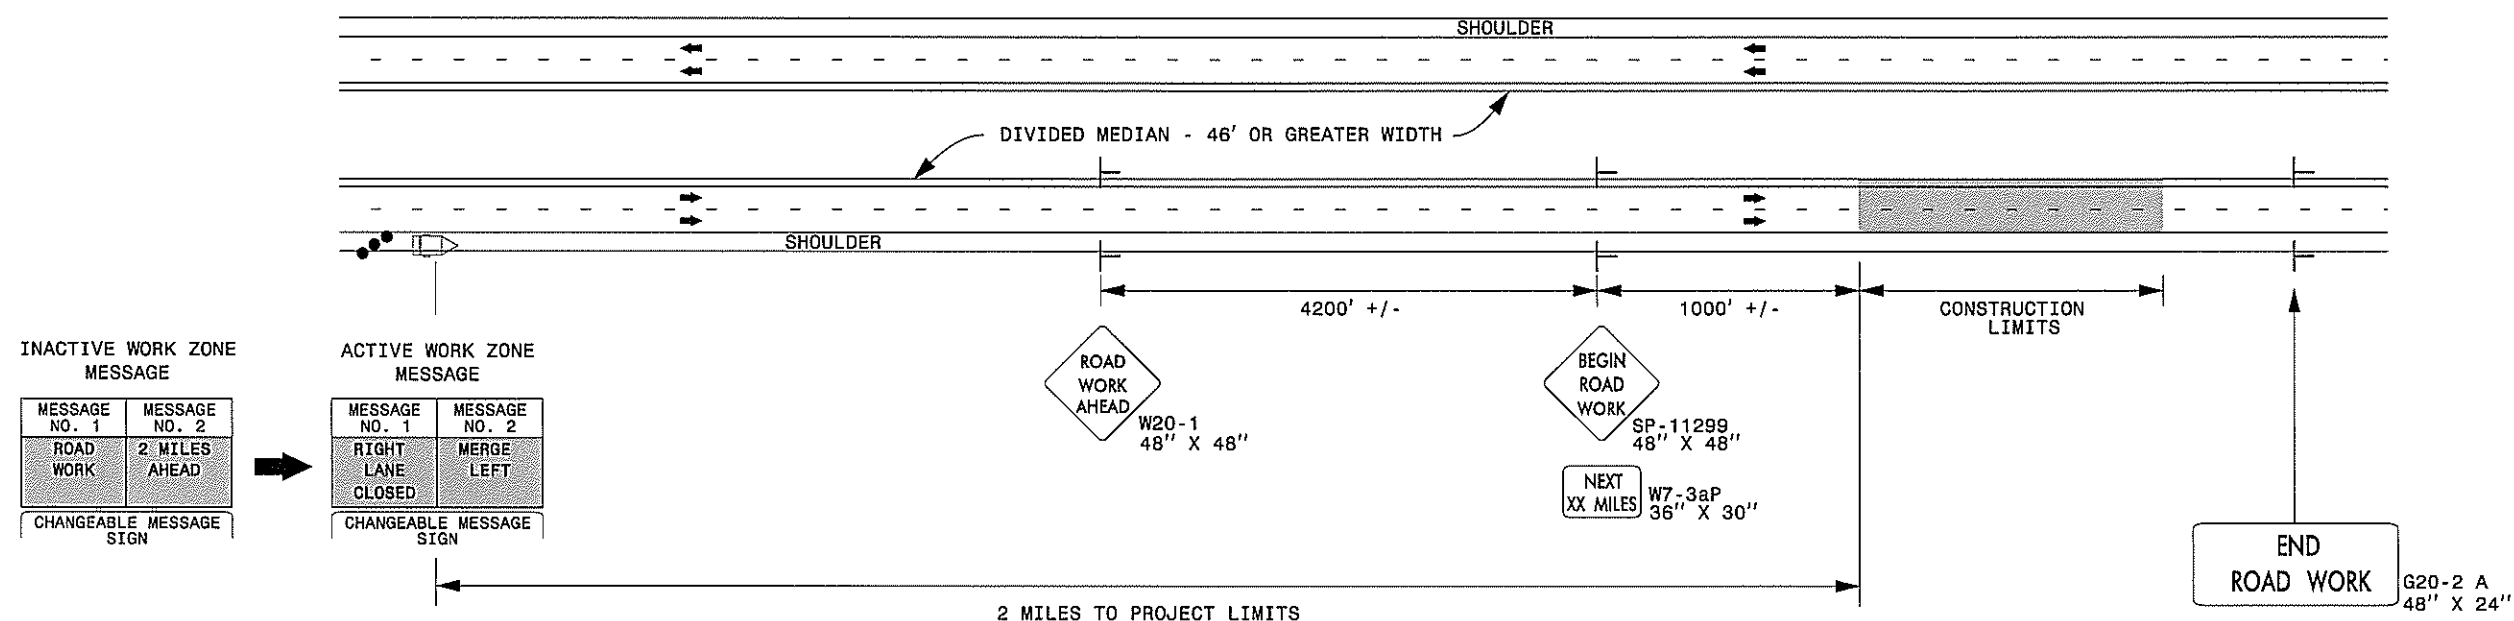 SHOULDER
DIVIDED MEDIAN - 46' OR GREATER WIDTH
SHOULDER
4200' +/-
1000' +/-
CONSTRUCTION
LIMITS
INACTIVE WORK ZONE
MESSAGE
MESSAGE
NO. 1
MESSAGE
NO. 2
ROAD
WORK
2 MILES
AHEAD
CHANGEABLE MESSAGE
SIGN
ACTIVE WORK ZONE
MESSAGE
MESSAGE
NO. 1
MESSAGE
NO. 2
RIGHT
LANE
CLOSED
MERGE
LEFT
CHANGEABLE MESSAGE
SIGN
ROAD
WORK
AHEAD
W20-1
48" X 48"
BEGIN
ROAD
WORK
SP-11299
48" X 48"
NEXT
XX MILES
W7-3aP
36" X 30"
END
ROAD WORK
G20-2 A
48" X 24"
2 MILES TO PROJECT LIMITS